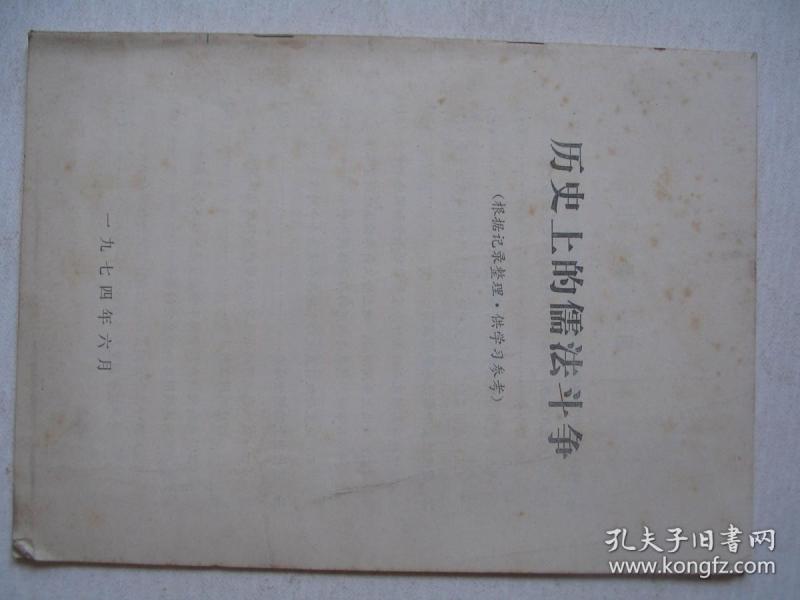 历史上的儒法斗争
(根据记录整理·供学习参考)
一九七四年六月
孔夫子旧书网
www.kongfz.com